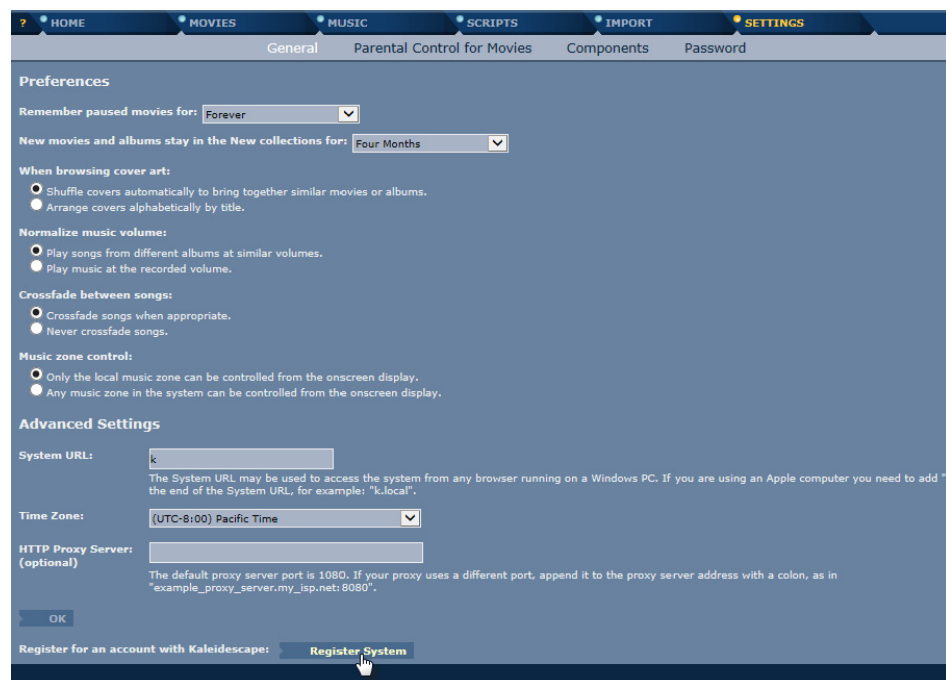 ? HOME MOVIES MUSIC SCRIPTS IMPORT SETTINGS
General Parental Control for Movies Components Password
Preferences
Remember paused movies for: Forever
New movies and albums stay in the New collections for: Four Months
When browsing cover art:
Shuffle covers automatically to bring together similar movies or albums.
Arrange covers alphabetically by title.
Normalize music volume:
Play songs from different albums at similar volumes.
Play music at the recorded volume.
Crossfade between songs:
Crossfade songs when appropriate.
Never crossfade songs.
Music zone control:
Only the local music zone can be controlled from the onscreen display.
Any music zone in the system can be controlled from the onscreen display.
Advanced Settings
System URL: k
The System URL may be used to access the system from any browser running on a Windows PC. If you are using an Apple computer you need to add "
the end of the System URL, for example: "k.local".
Time Zone: (UTC-8:00) Pacific Time
HTTP Proxy Server:
(optional)
The default proxy server port is 1080. If your proxy uses a different port, append it to the proxy server address with a colon, as in
"example_proxy_server.my_isp.net:8080".
OK
Register for an account with Kaleidescape: Register System